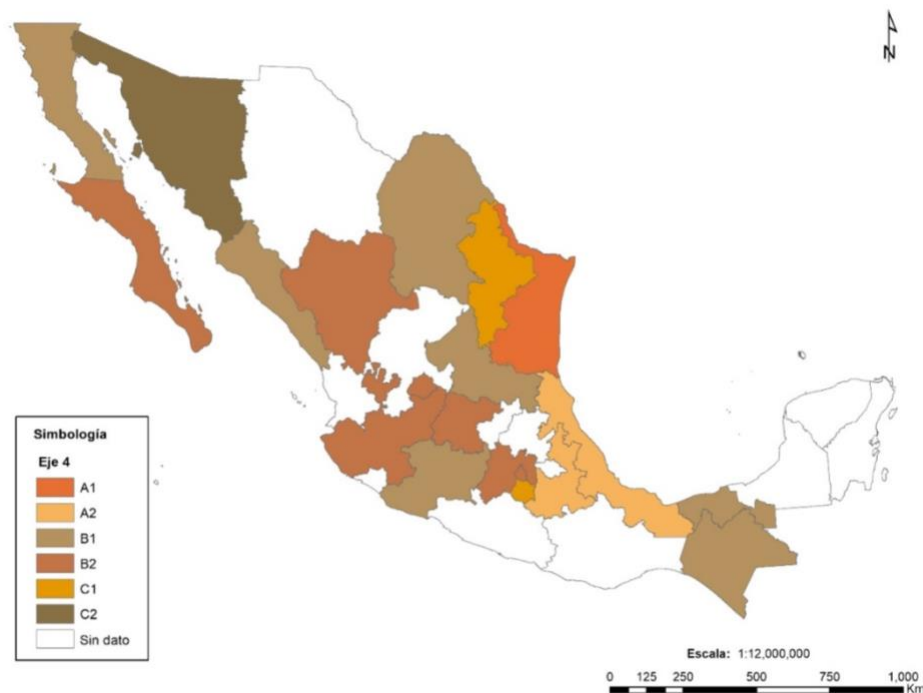 N
Simbología
Eje 4
A1
A2
B1
B2
C1
C2
Sin dato
Escala: 1:12,000,000
0 125 250 500 750 1,000
Km